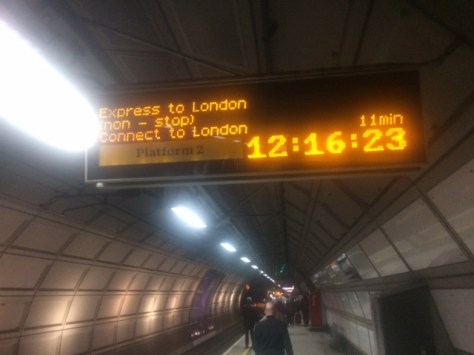 Express to London
(non - stop)
Connect to London 11min
Platform 2
12:16:23